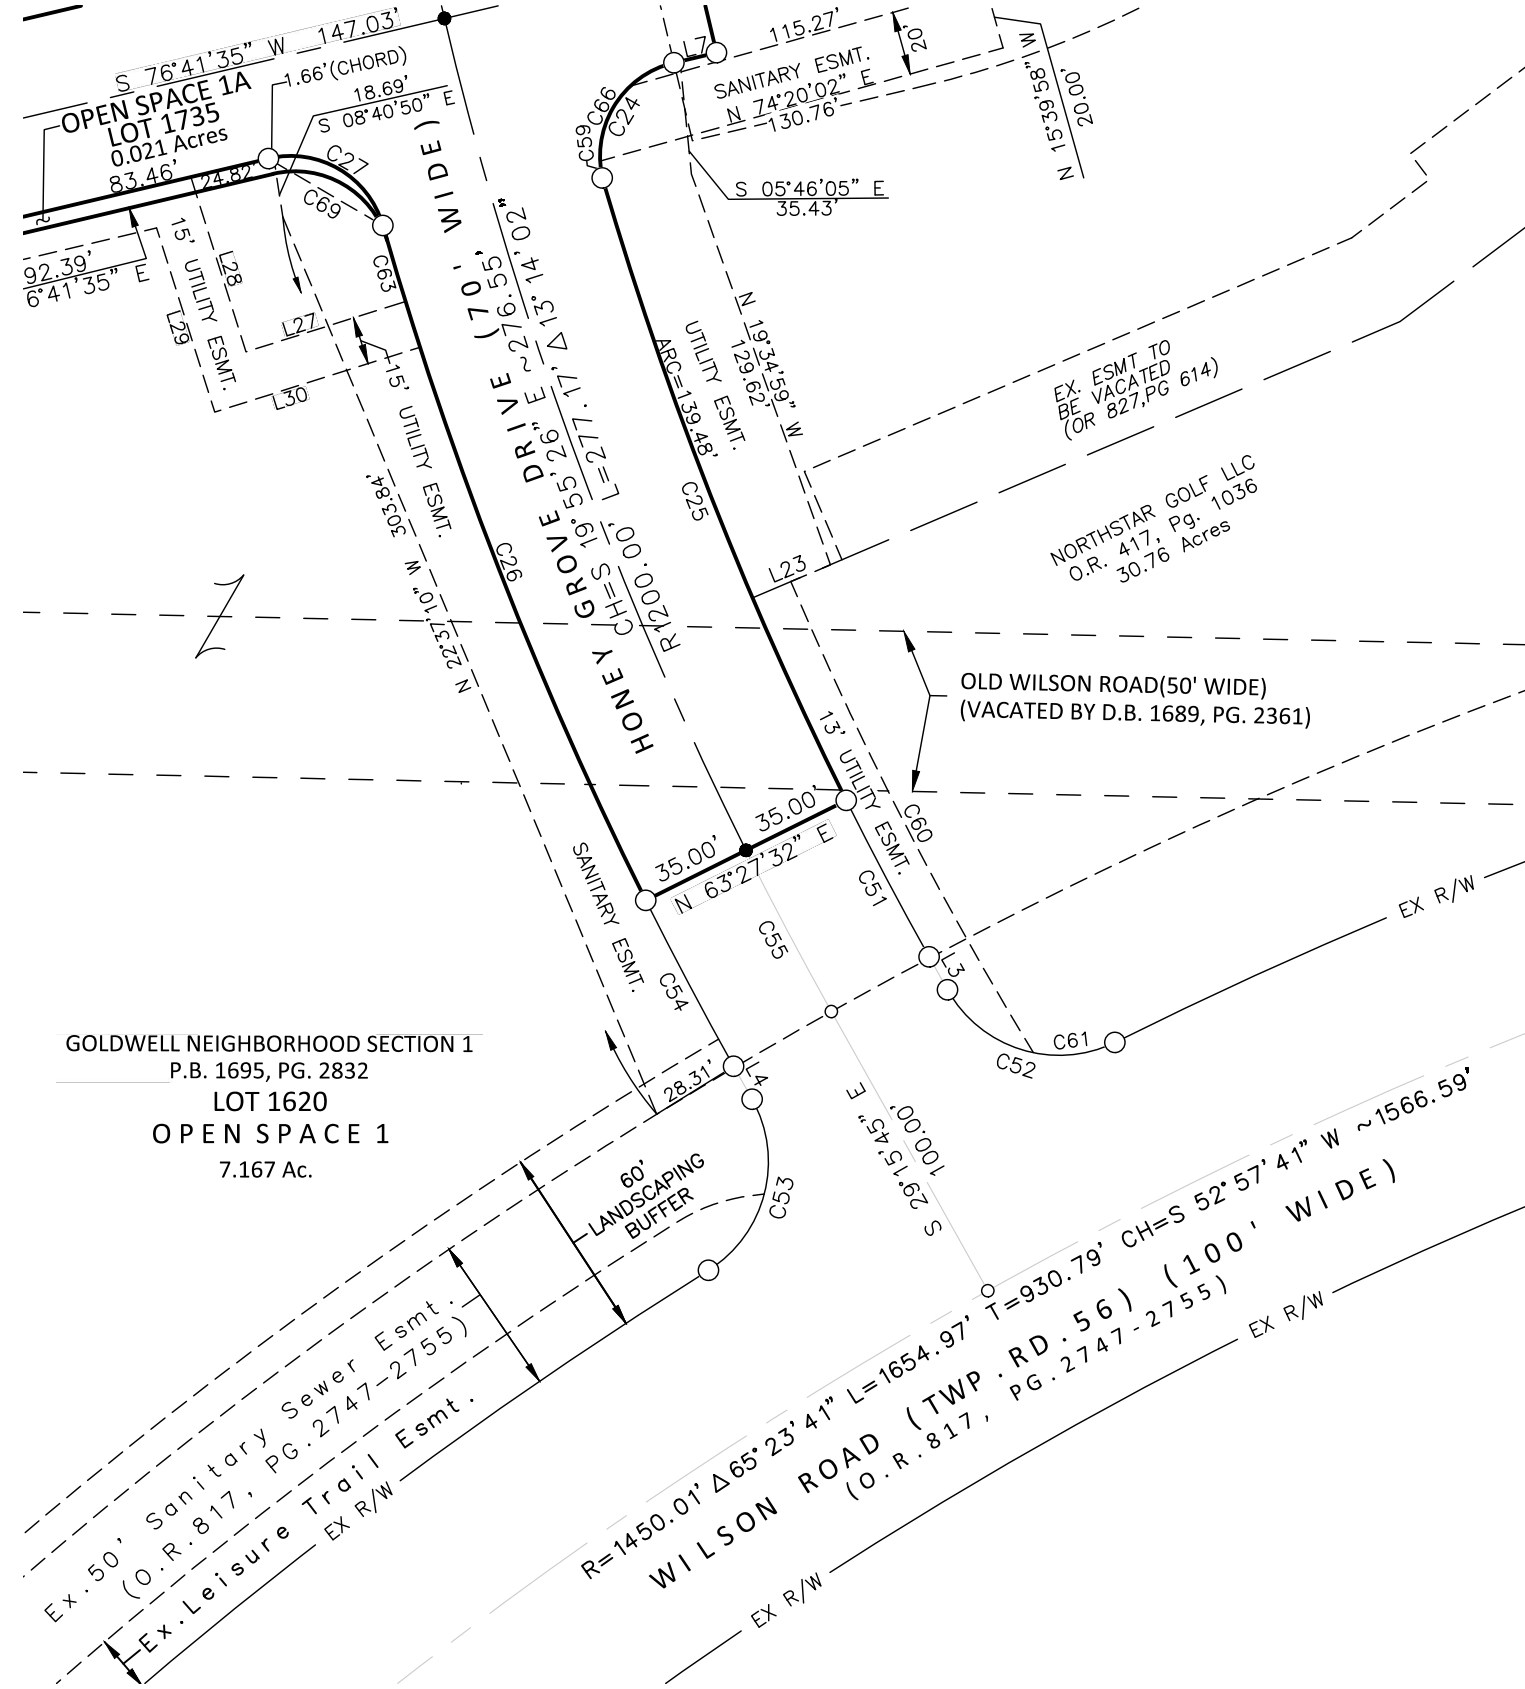 S 76°41'35" W 147.03'
1.66'(CHORD)
OPEN SPACE 1A
LOT 1735
0.021 Acres
18.69'
S 08°40'50" E
83.46'
24.82'
C27
C69
C63
92.39'
6°41'35" E
15' UTILITY ESMT.
L28
L29
L27
L30
15' UTILITY ESMT.
303.84'
N 22°37'10" W
C26
HONEY GROVE DRIVE (70' WIDE)
CH=S 19°55'26" E ~276.55'
R1200.00' L=277.17' Δ13°14'02"
L7
115.27'
20'
SANITARY ESMT.
N 74°20'02" E
130.76'
C66
C24
C59
N 15°39'58" W
20.00'
S 05°46'05" E
35.43'
UTILITY ESMT.
ARC=139.48'
N 19°34'59" W
129.62'
C25
EX. ESMT TO
BE VACATED
(OR 827,PG 614)
NORTHSTAR GOLF LLC
O.R. 417, Pg. 1036
30.76 Acres
L23
OLD WILSON ROAD(50' WIDE)
(VACATED BY D.B. 1689, PG. 2361)
13' UTILITY ESMT.
35.00'
35.00'
N 63°27'32" E
C60
C51
C55
C54
SANITARY ESMT.
L3
C52
C61
EX R/W
GOLDWELL NEIGHBORHOOD SECTION 1
P.B. 1695, PG. 2832
LOT 1620
OPEN SPACE 1
7.167 Ac.
28.31'
L4
C53
60'
LANDSCAPING
BUFFER
S 29°15'45" E
100.00'
R=1450.01' Δ65°23'41" L=1654.97' T=930.79' CH=S 52°57'41" W ~1566.59'
WILSON ROAD (TWP.RD.56) (100' WIDE)
(O.R.817, PG.2747-2755)
EX R/W
EX R/W
Ex.50' Sanitary Sewer Esmt.
(O.R.817, PG.2747-2755)
Ex.Leisure Trail Esmt.
EX R/W